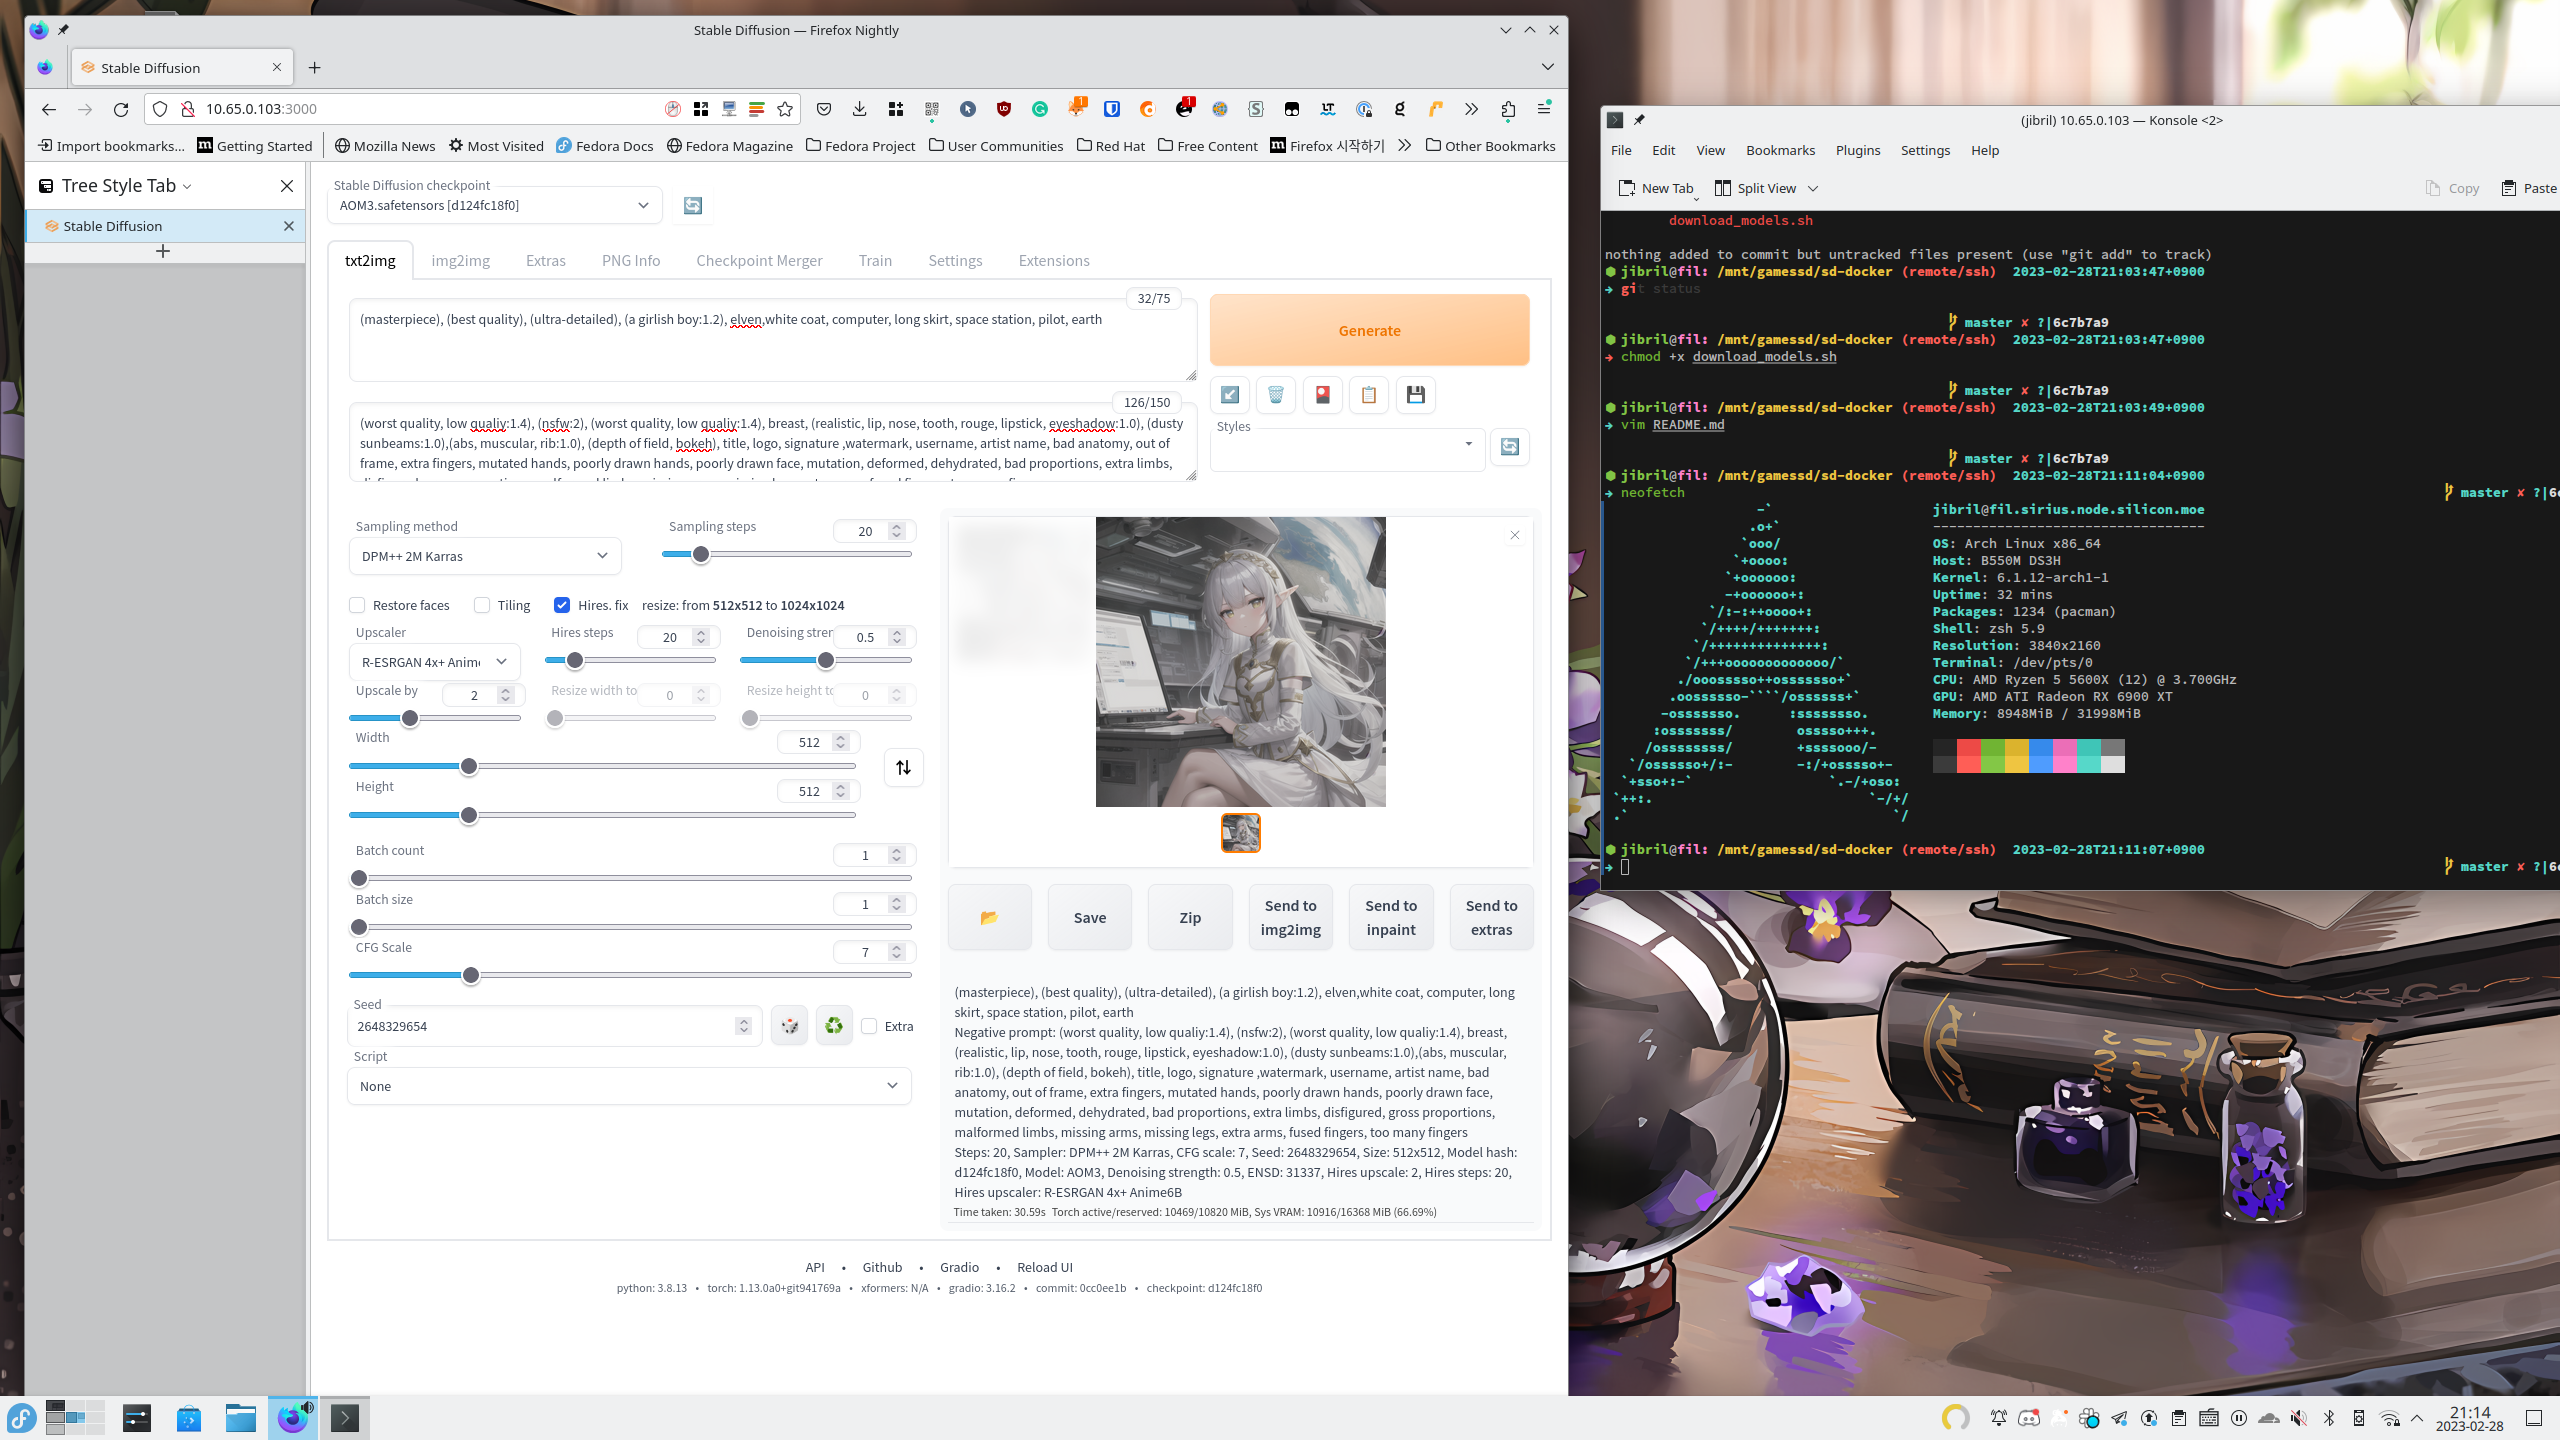 Stable Diffusion — Firefox Nightly
Stable Diffusion
10.65.0.103:3000
Import bookmarks...
Getting Started
Mozilla News
Most Visited
Fedora Docs
Fedora Magazine
Fedora Project
User Communities
Red Hat
Free Content
Firefox 시작하기
Other Bookmarks
Tree Style Tab
Stable Diffusion
Stable Diffusion checkpoint
AOM3.safetensors [d124fc18f0]
txt2img
img2img
Extras
PNG Info
Checkpoint Merger
Train
Settings
Extensions
32/75
(masterpiece), (best quality), (ultra-detailed), (a girlish boy:1.2), elven,white coat, computer, long skirt, space station, pilot, earth
Generate
126/150
(worst quality, low qualiy:1.4), (nsfw:2), (worst quality, low qualiy:1.4), breast, (realistic, lip, nose, tooth, rouge, lipstick, eyeshadow:1.0), (dusty
sunbeams:1.0),(abs, muscular, rib:1.0), (depth of field, bokeh), title, logo, signature ,watermark, username, artist name, bad anatomy, out of
frame, extra fingers, mutated hands, poorly drawn hands, poorly drawn face, mutation, deformed, dehydrated, bad proportions, extra limbs,
Styles
Sampling method
DPM++ 2M Karras
Sampling steps
20
Restore faces
Tiling
Hires. fix
resize: from 512x512 to 1024x1024
Upscaler
R-ESRGAN 4x+ Anim
Hires steps
20
Denoising stren
0.5
Upscale by
2
Resize width to
0
Resize height to
0
Width
512
Height
512
Batch count
1
Batch size
1
CFG Scale
7
Seed
2648329654
Extra
Script
None
Save
Zip
Send to
img2img
Send to
inpaint
Send to
extras
(masterpiece), (best quality), (ultra-detailed), (a girlish boy:1.2), elven,white coat, computer, long
skirt, space station, pilot, earth
Negative prompt: (worst quality, low qualiy:1.4), (nsfw:2), (worst quality, low qualiy:1.4), breast,
(realistic, lip, nose, tooth, rouge, lipstick, eyeshadow:1.0), (dusty sunbeams:1.0),(abs, muscular,
rib:1.0), (depth of field, bokeh), title, logo, signature ,watermark, username, artist name, bad
anatomy, out of frame, extra fingers, mutated hands, poorly drawn hands, poorly drawn face,
mutation, deformed, dehydrated, bad proportions, extra limbs, disfigured, gross proportions,
malformed limbs, missing arms, missing legs, extra arms, fused fingers, too many fingers
Steps: 20, Sampler: DPM++ 2M Karras, CFG scale: 7, Seed: 2648329654, Size: 512x512, Model hash:
d124fc18f0, Model: AOM3, Denoising strength: 0.5, ENSD: 31337, Hires upscale: 2, Hires steps: 20,
Hires upscaler: R-ESRGAN 4x+ Anime6B
Time taken: 30.59s Torch active/reserved: 10469/10820 MiB, Sys VRAM: 10916/16368 MiB (66.69%)
API • Github • Gradio • Reload UI
python: 3.8.13 • torch: 1.13.0a0+git941769a • xformers: N/A • gradio: 3.16.2 • commit: 0cc0ee1b • checkpoint: d124fc18f0
(jibril) 10.65.0.103 — Konsole <2>
File Edit View Bookmarks Plugins Settings Help
New Tab
Split View
Copy
Paste
download_models.sh
nothing added to commit but untracked files present (use "git add" to track)
jibril@fil: /mnt/gamessd/sd-docker (remote/ssh) 2023-02-28T21:03:47+0900
➜ git status
master ✘ ?|6c7b7a9
jibril@fil: /mnt/gamessd/sd-docker (remote/ssh) 2023-02-28T21:03:47+0900
➜ chmod +x download_models.sh
master ✘ ?|6c7b7a9
jibril@fil: /mnt/gamessd/sd-docker (remote/ssh) 2023-02-28T21:03:49+0900
➜ vim README.md
master ✘ ?|6c7b7a9
jibril@fil: /mnt/gamessd/sd-docker (remote/ssh) 2023-02-28T21:11:04+0900
➜ neofetch
master ✘ ?|6c
jibril@fil.sirius.node.silicon.moe
----------------------------------
OS: Arch Linux x86_64
Host: B550M DS3H
Kernel: 6.1.12-arch1-1
Uptime: 32 mins
Packages: 1234 (pacman)
Shell: zsh 5.9
Resolution: 3840x2160
Terminal: /dev/pts/0
CPU: AMD Ryzen 5 5600X (12) @ 3.700GHz
GPU: AMD ATI Radeon RX 6900 XT
Memory: 8948MiB / 31998MiB
jibril@fil: /mnt/gamessd/sd-docker (remote/ssh) 2023-02-28T21:11:07+0900
➜
master ✘ ?|6c
21:14
2023-02-28